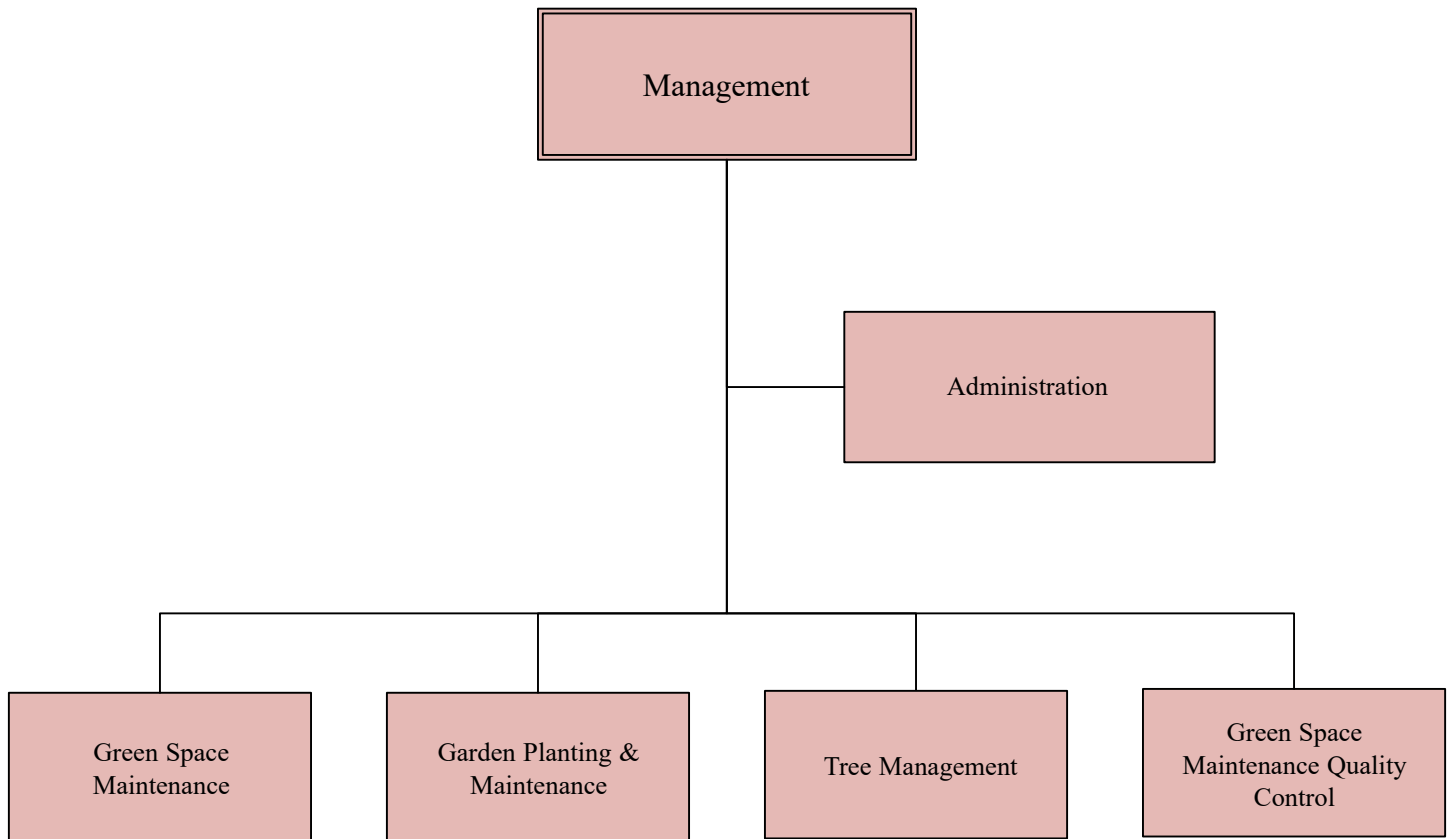 Management
Administration
Green Space
Maintenance
Garden Planting &
Maintenance
Tree Management
Green Space
Maintenance Quality
Control